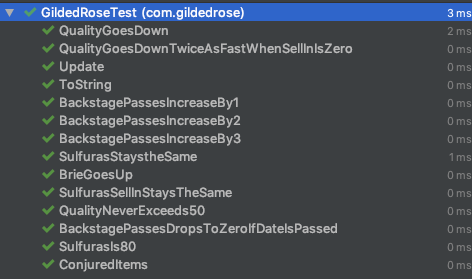 GildedRoseTest (com.gildedrose) 3 ms
QualityGoesDown 2 ms
QualityGoesDownTwiceAsFastWhenSellInIsZero 0 ms
Update 0 ms
ToString 0 ms
BackstagePassesIncreaseBy1 0 ms
BackstagePassesIncreaseBy2 0 ms
BackstagePassesIncreaseBy3 0 ms
SulfurasStaystheSame 1 ms
BrieGoesUp 0 ms
SulfurasSellInStaysTheSame 0 ms
QualityNeverExceeds50 0 ms
BackstagePassesDropsToZeroIfDateIsPassed 0 ms
SulfurasIs80 0 ms
ConjuredItems 0 ms